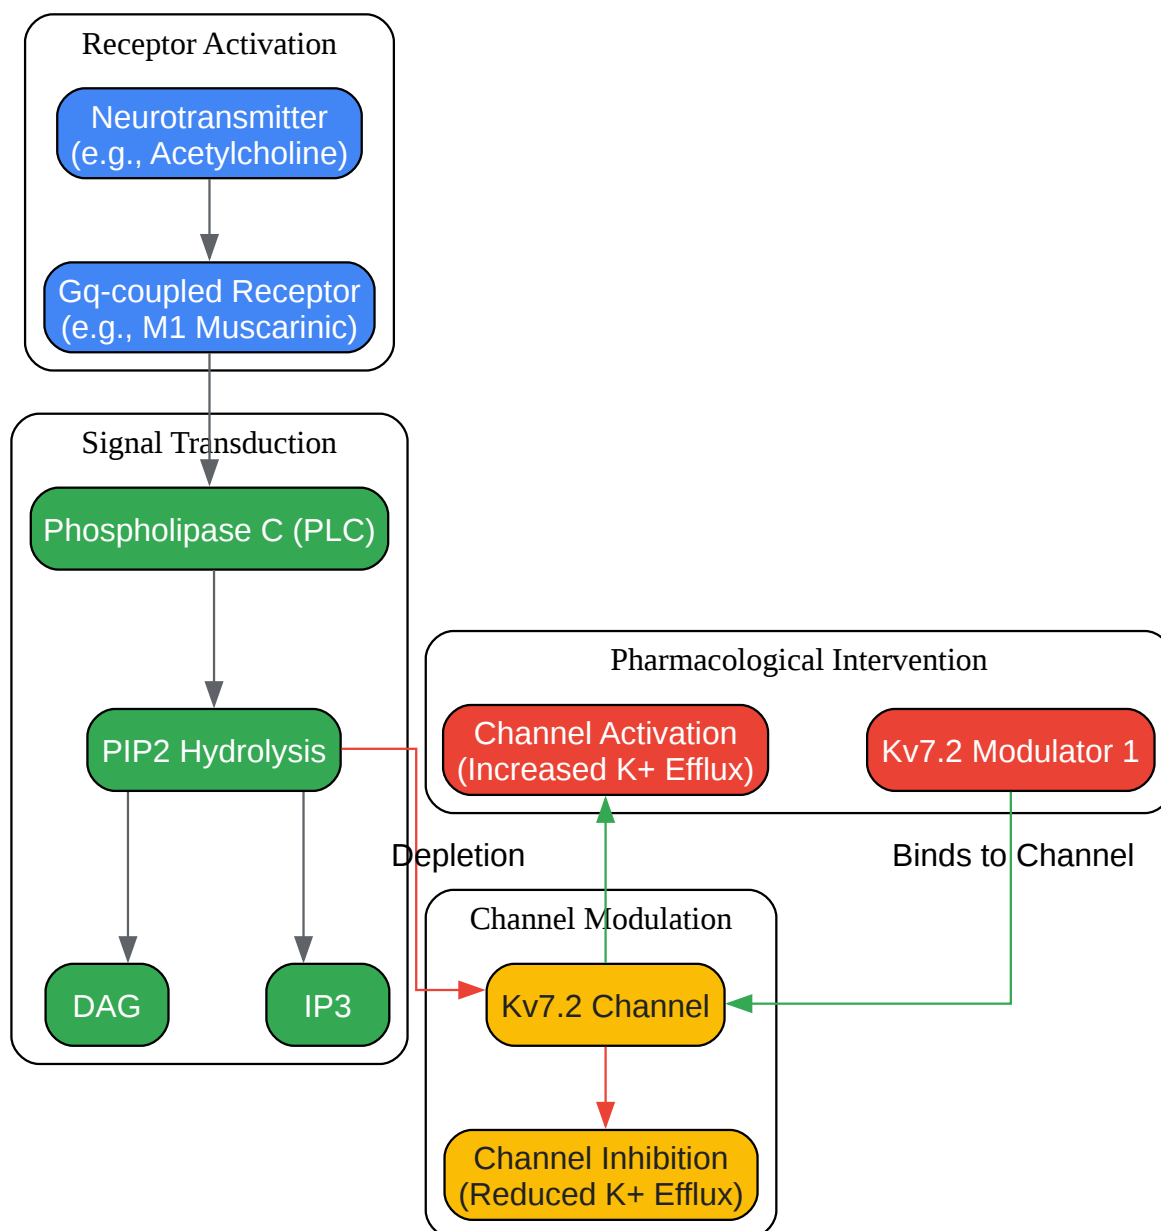 Receptor Activation
Neurotransmitter
(e.g., Acetylcholine)
Gq-coupled Receptor
(e.g., M1 Muscarinic)
Signal Transduction
Phospholipase C (PLC)
Pharmacological Intervention
PIP2 Hydrolysis
Channel Activation
(Increased K+ Efflux)
Kv7.2 Modulator 1
Depletion
Binds to Channel
Channel Modulation
DAG
IP3
Kv7.2 Channel
Channel Inhibition
(Reduced K+ Efflux)